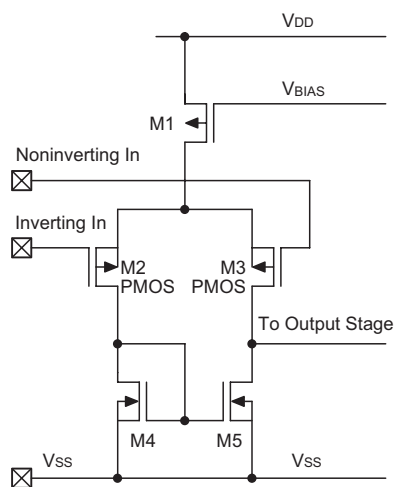 VDD
VBIAS
M1
Noninverting In
Inverting In
M2 M3
PMOS PMOS
To Output Stage
M4 M5
VSS VSS